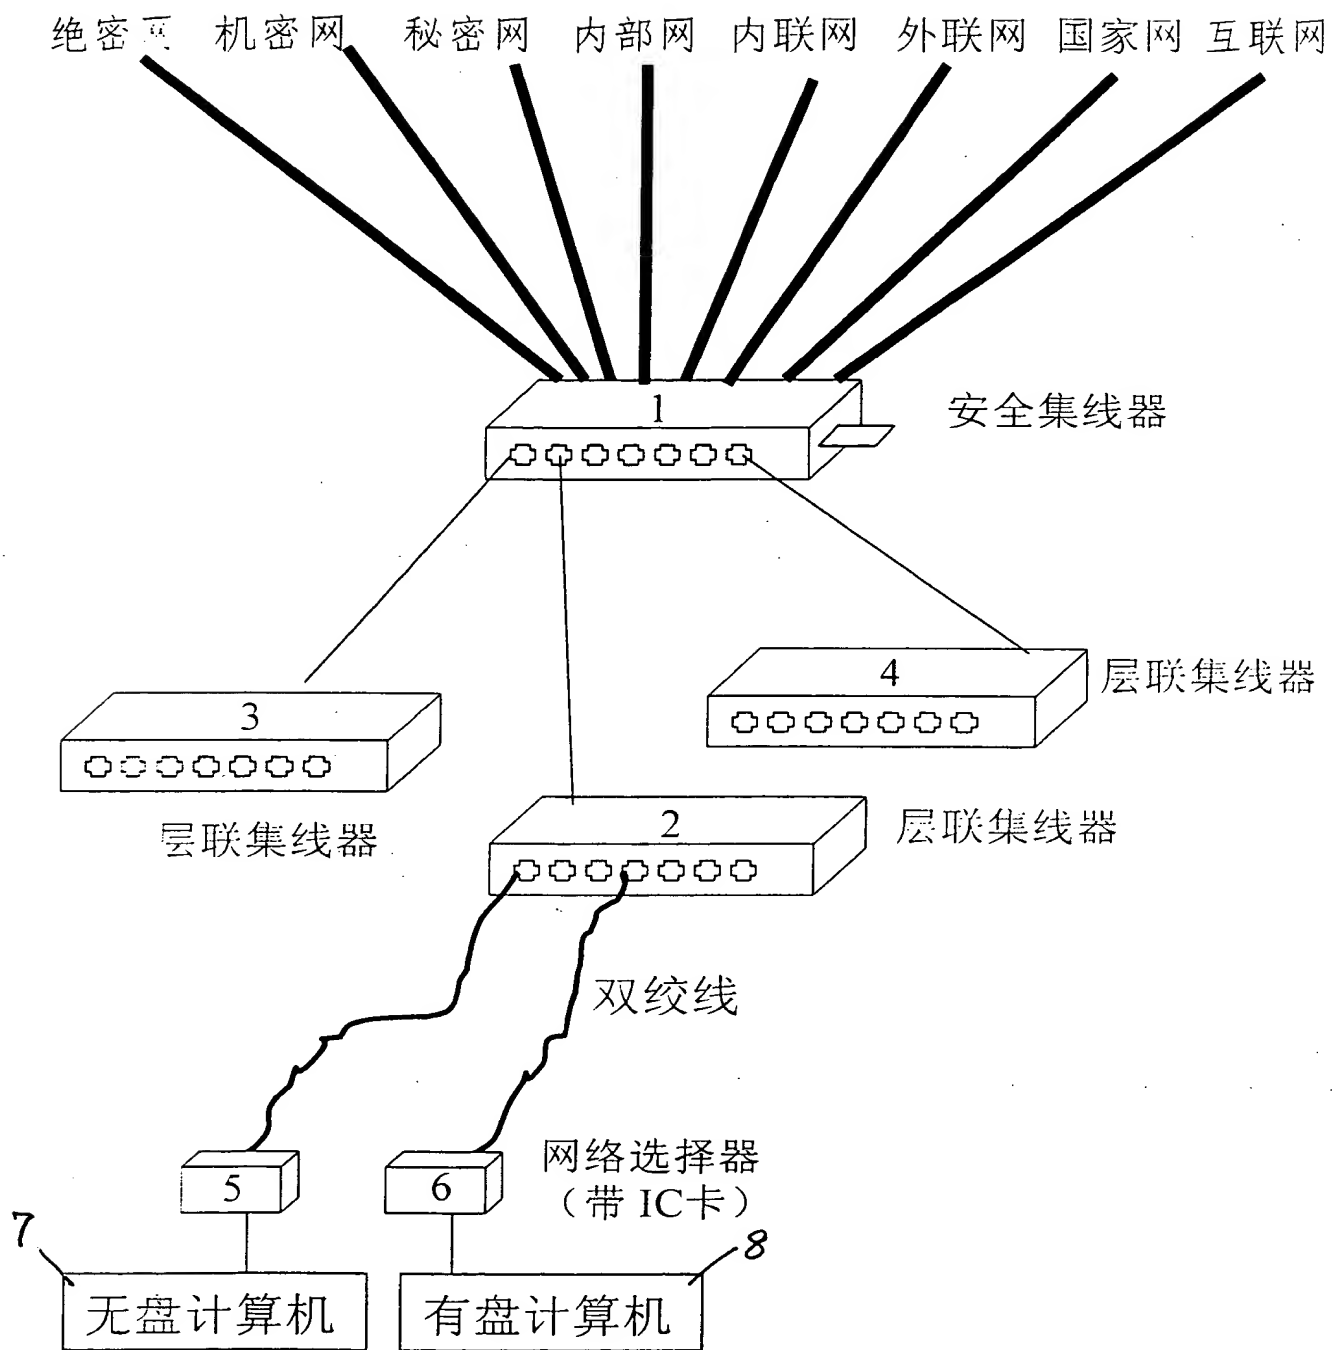 绝密网 机密网 秘密网 内部网 内联网 外联网 国家网 互联网
1
安全集线器
4
层联集线器
3
层联集线器
2
层联集线器
双绞线
网络选择器
（带 IC卡）
5
6
7
8
无盘计算机
有盘计算机